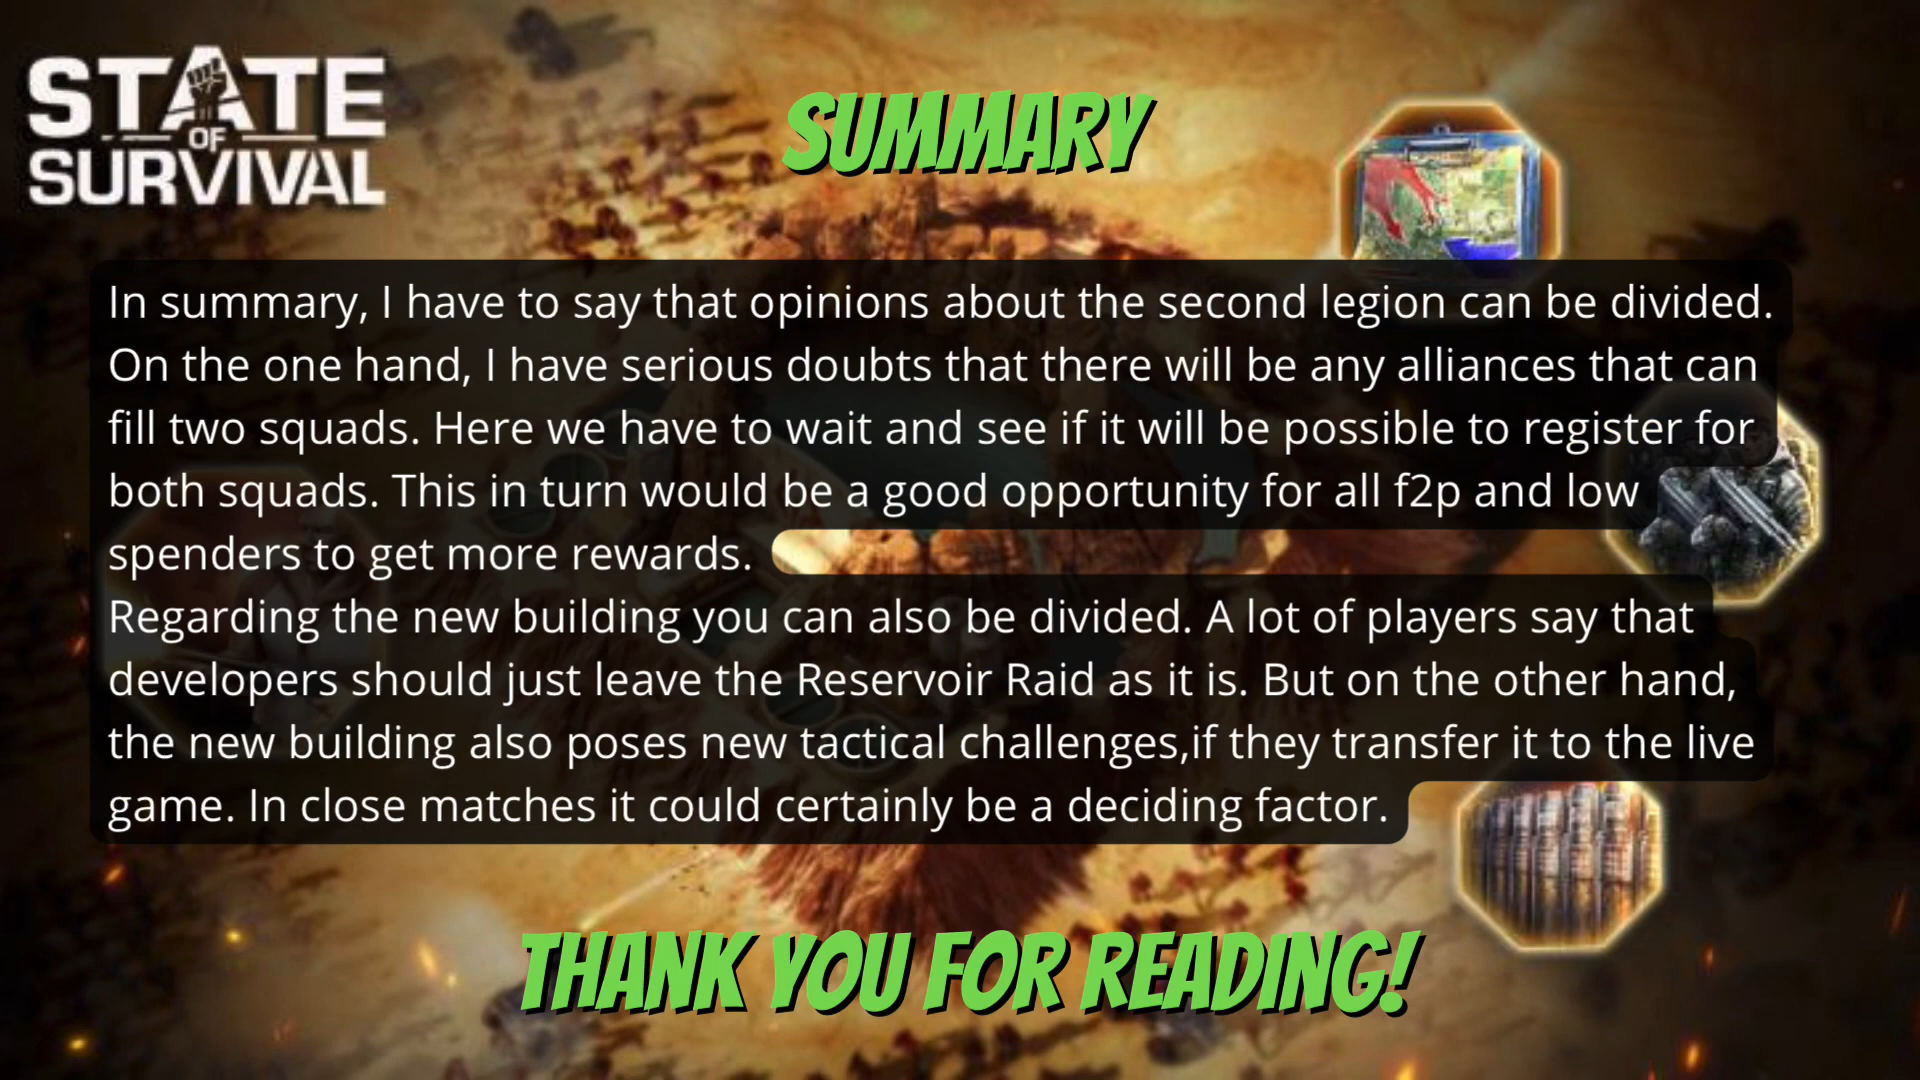 STATE
OF
SURVIVAL
SUMMARY
In summary, I have to say that opinions about the second legion can be divided.
On the one hand, I have serious doubts that there will be any alliances that can
fill two squads. Here we have to wait and see if it will be possible to register for
both squads. This in turn would be a good opportunity for all f2p and low
spenders to get more rewards.
Regarding the new building you can also be divided. A lot of players say that
developers should just leave the Reservoir Raid as it is. But on the other hand,
the new building also poses new tactical challenges,if they transfer it to the live
game. In close matches it could certainly be a deciding factor.
THANK YOU FOR READING!